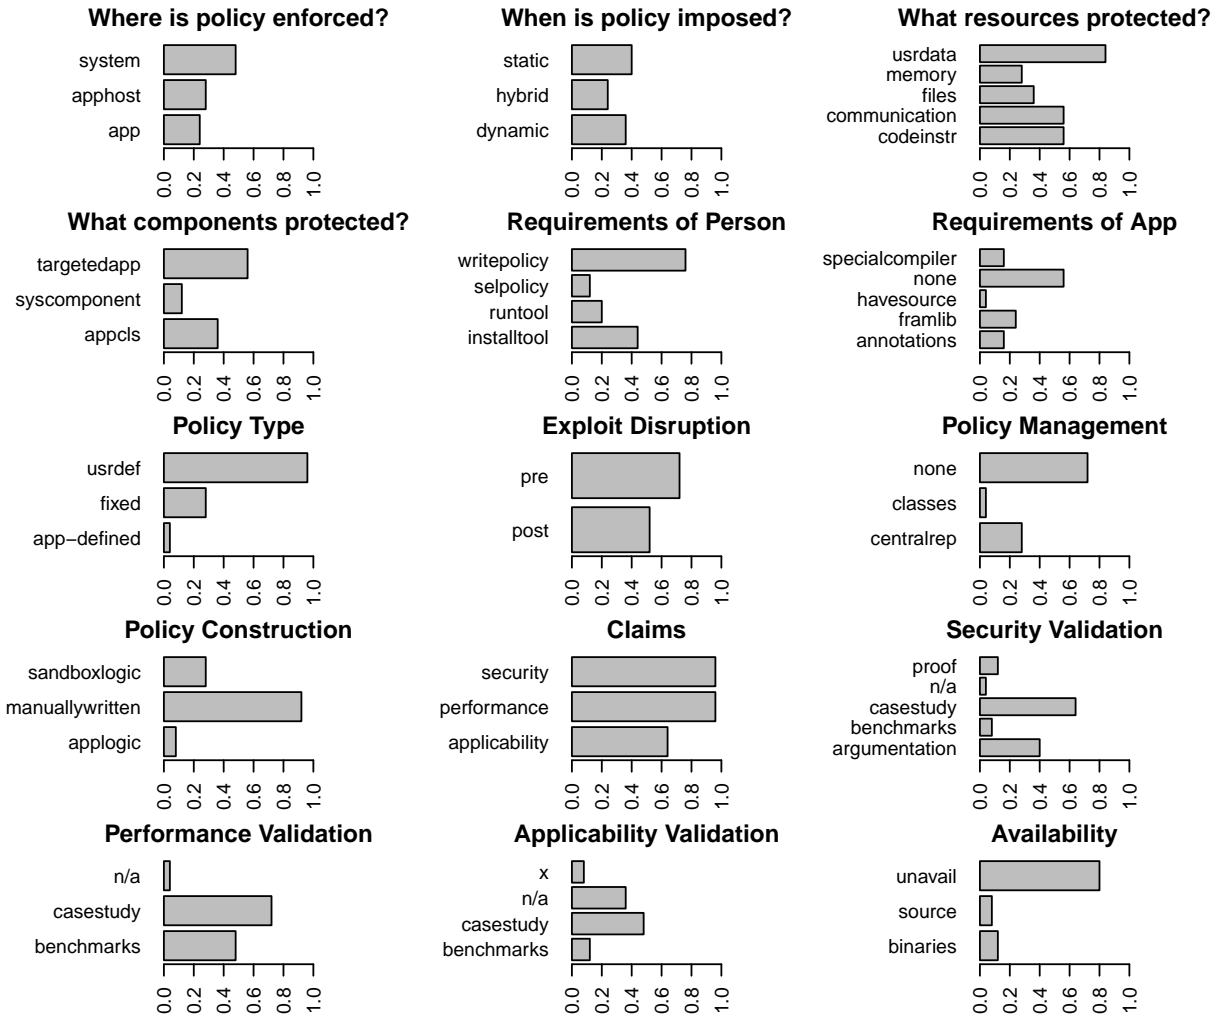 Where is policy enforced?
system
apphost
app
0.0 0.2 0.4 0.6 0.8 1.0
When is policy imposed?
static
hybrid
dynamic
0.0 0.2 0.4 0.6 0.8 1.0
What resources protected?
usrdata
memory
files
communication
codeinstr
0.0 0.2 0.4 0.6 0.8 1.0
What components protected?
targetedapp
syscomponent
appcls
0.0 0.2 0.4 0.6 0.8 1.0
Requirements of Person
writepolicy
selpolicy
runtool
installtool
0.0 0.2 0.4 0.6 0.8 1.0
Requirements of App
specialcompiler
none
havesource
framlib
annotations
0.0 0.2 0.4 0.6 0.8 1.0
Policy Type
usrdef
fixed
app−defined
0.0 0.2 0.4 0.6 0.8 1.0
Exploit Disruption
pre
post
0.0 0.2 0.4 0.6 0.8 1.0
Policy Management
none
classes
centralrep
0.0 0.2 0.4 0.6 0.8 1.0
Policy Construction
sandboxlogic
manuallywritten
applogic
0.0 0.2 0.4 0.6 0.8 1.0
Claims
security
performance
applicability
0.0 0.2 0.4 0.6 0.8 1.0
Security Validation
proof
n/a
casestudy
benchmarks
argumentation
0.0 0.2 0.4 0.6 0.8 1.0
Performance Validation
n/a
casestudy
benchmarks
0.0 0.2 0.4 0.6 0.8 1.0
Applicability Validation
x
n/a
casestudy
benchmarks
0.0 0.2 0.4 0.6 0.8 1.0
Availability
unavail
source
binaries
0.0 0.2 0.4 0.6 0.8 1.0